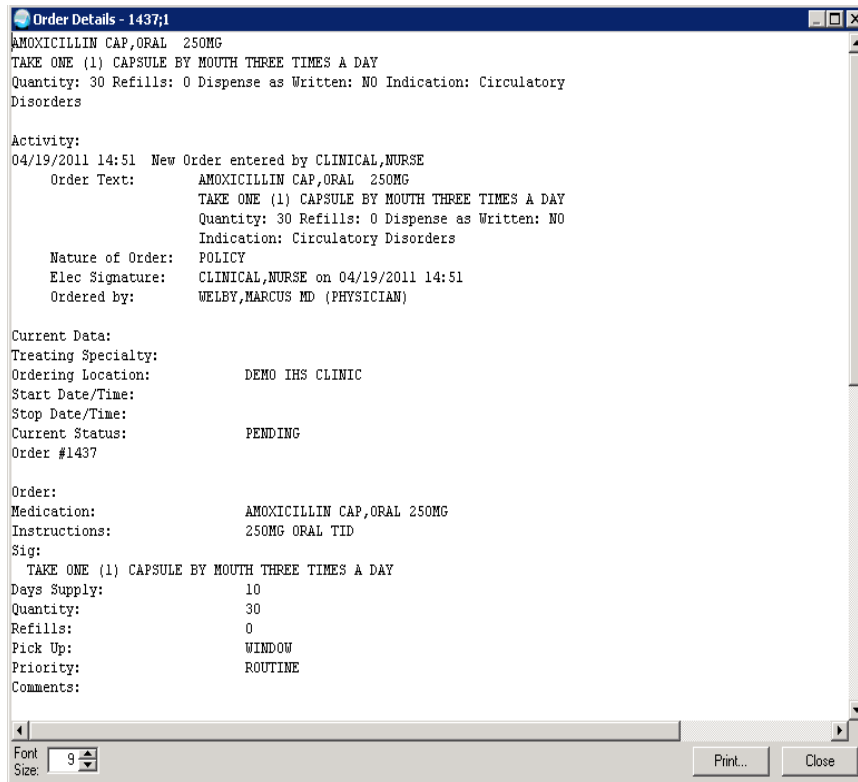 Order Details - 1437;1
AMOXICILLIN CAP,ORAL  250MG
TAKE ONE (1) CAPSULE BY MOUTH THREE TIMES A DAY
Quantity: 30 Refills: 0 Dispense as Written: NO Indication: Circulatory
Disorders
Activity:
04/19/2011 14:51  New Order entered by CLINICAL,NURSE
Order Text: AMOXICILLIN CAP,ORAL  250MG
TAKE ONE (1) CAPSULE BY MOUTH THREE TIMES A DAY
Quantity: 30 Refills: 0 Dispense as Written: NO
Indication: Circulatory Disorders
Nature of Order: POLICY
Elec Signature: CLINICAL,NURSE on 04/19/2011 14:51
Ordered by: WELBY,MARCUS MD (PHYSICIAN)
Current Data:
Treating Specialty:
Ordering Location: DEMO IHS CLINIC
Start Date/Time:
Stop Date/Time:
Current Status: PENDING
Order #1437
Order:
Medication: AMOXICILLIN CAP,ORAL 250MG
Instructions: 250MG ORAL TID
Sig:
TAKE ONE (1) CAPSULE BY MOUTH THREE TIMES A DAY
Days Supply: 10
Quantity: 30
Refills: 0
Pick Up: WINDOW
Priority: ROUTINE
Comments:
Font Size: 9 Print... Close